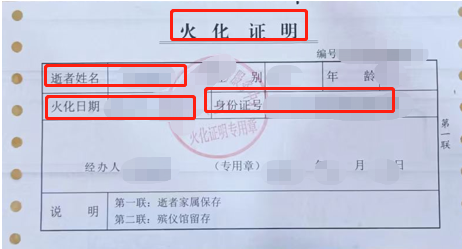 火化证明
编号
逝者姓名 别 年龄
火化日期 身份证号
火化证明专用章
第一联
经办人 (专用章) 年 月 日
说明 第一联：逝者家属保存
第二联：殡仪馆留存